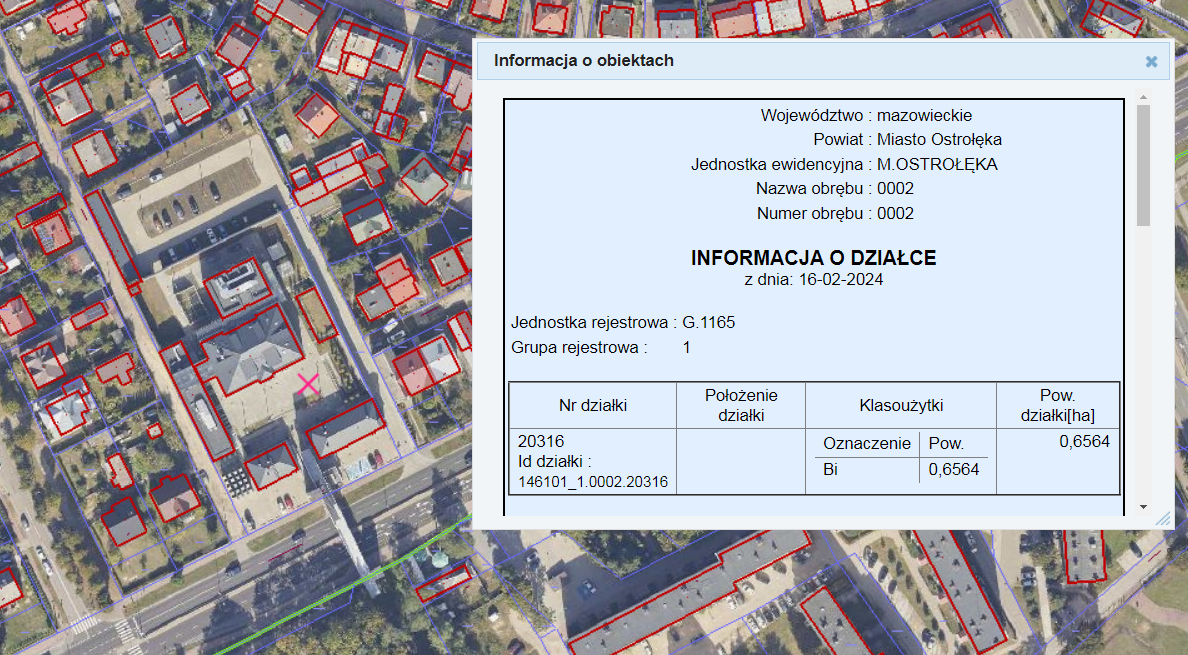 Informacja o obiektach
Województwo : mazowieckie
Powiat : Miasto Ostrołęka
Jednostka ewidencyjna : M.OSTROŁĘKA
Nazwa obrębu : 0002
Numer obrębu : 0002
INFORMACJA O DZIAŁCE
z dnia: 16-02-2024
Jednostka rejestrowa : G.1165
Grupa rejestrowa : 1
Nr działki
Położenie
działki
Klasoużytki
Pow.
działki[ha]
20316
Id działki :
146101_1.0002.20316
Oznaczenie Pow.
Bi 0,6564
0,6564